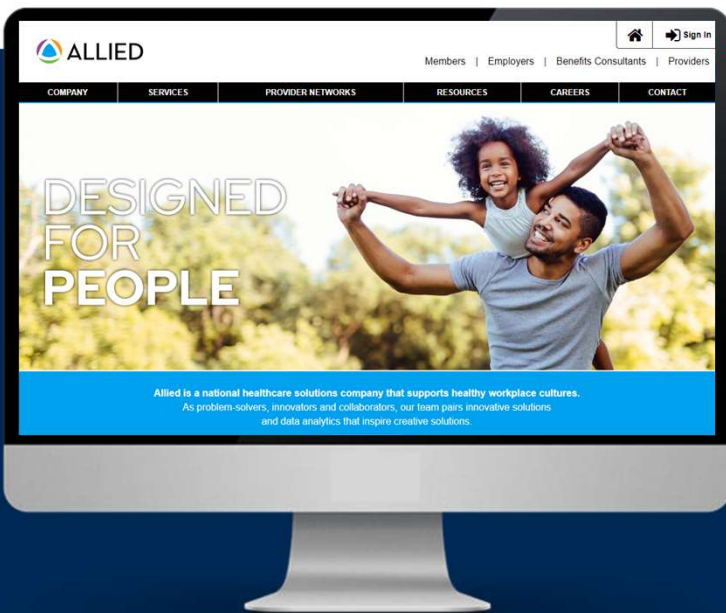 ALLIED
Sign In
Members | Employers | Benefits Consultants | Providers
COMPANY SERVICES PROVIDER NETWORKS RESOURCES CAREERS CONTACT
DESIGNED
FOR
PEOPLE
Allied is a national healthcare solutions company that supports healthy workplace cultures.
As problem-solvers, innovators and collaborators, our team pairs innovative solutions
and data analytics that inspire creative solutions.